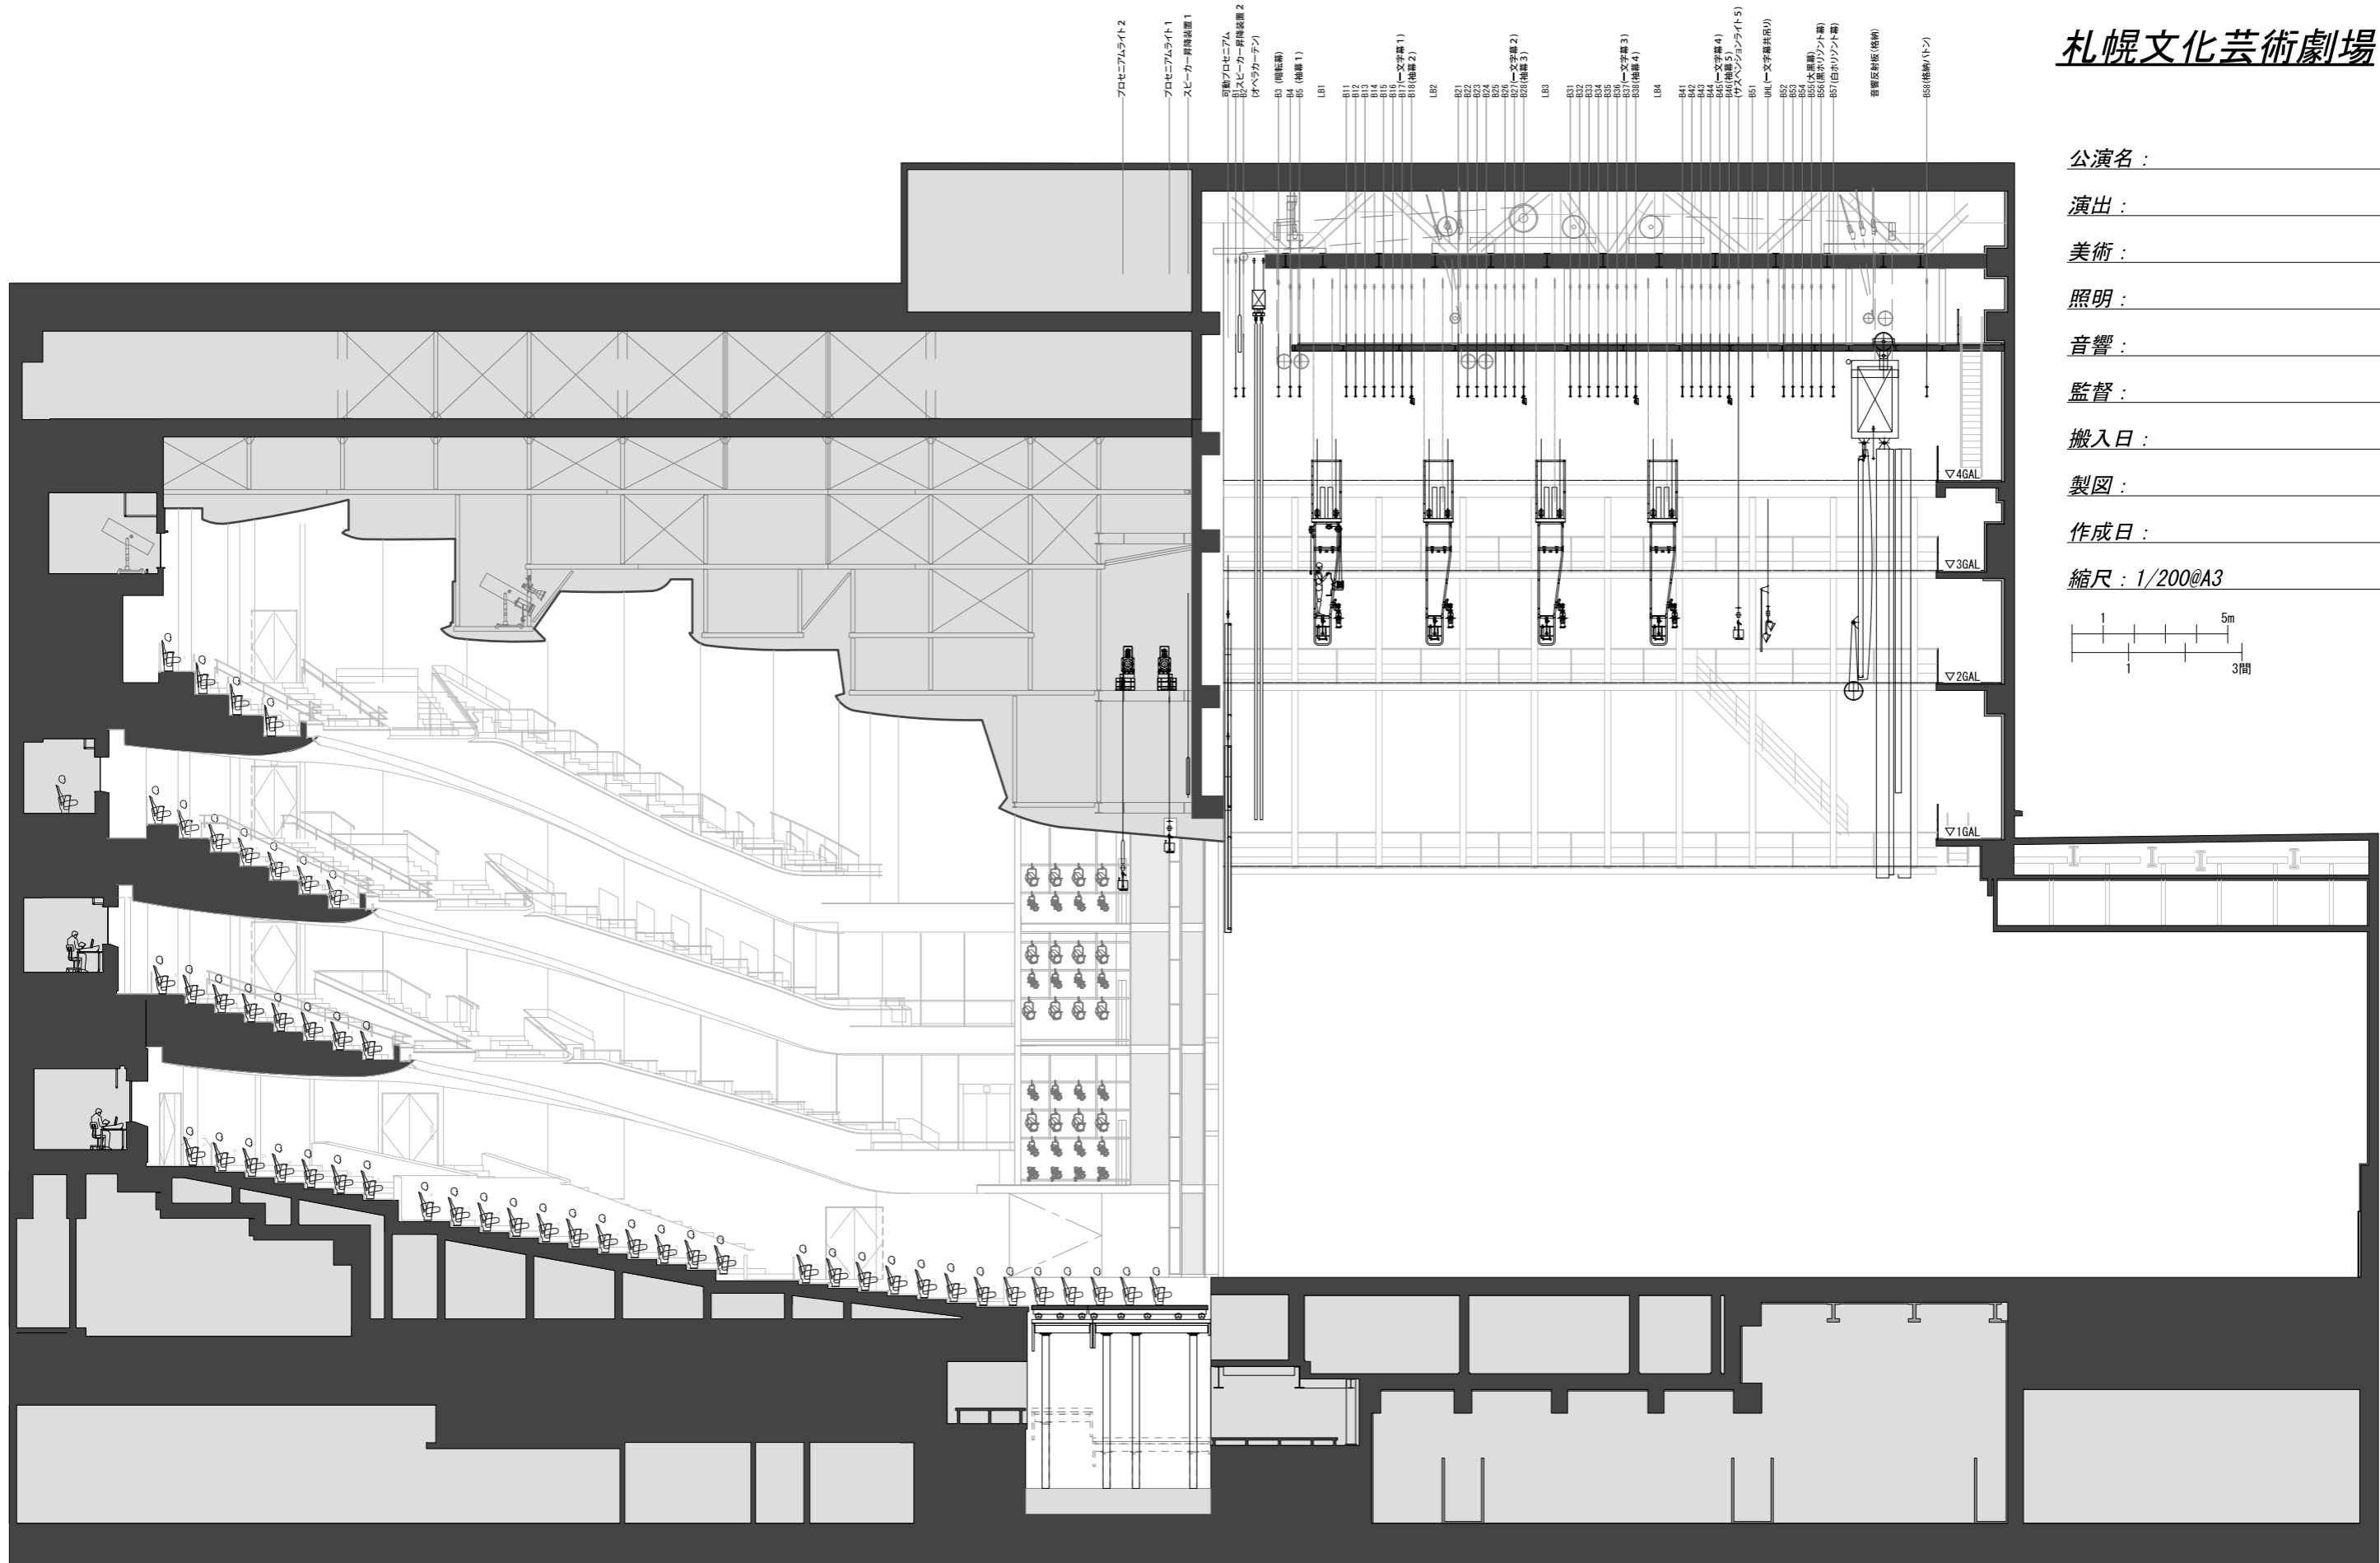 札幌文化芸術劇場
公演名：
演出：
美術：
照明：
音響：
監督：
搬入日：
製図：
作成日：
縮尺：1/200@A3
1 5m
1 3間
プロセニアムライト2
プロセニアムライト1
スピーカー昇降装置1
可動プロセニアム
B1スピーカー昇降装置2
B2
(オペラカーテン)
B3 (暗転幕)
B4
B5 (袖幕1)
LB1
B11
B12
B13
B14
B15
B16
B17(一文字幕1)
B18(袖幕2)
LB2
B21
B22
B23
B24
B25
B26
B27(一文字幕2)
B28(袖幕3)
LB3
B31
B32
B33
B34
B35
B36
B37(一文字幕3)
B38(袖幕4)
LB4
B41
B42
B43
B44
B45(一文字幕4)
B46(袖幕5)
(サスペンションライト5)
B51
UHL(一文字幕共吊り)
B52
B53
B54
B55(大黒幕)
B56(黒ホリゾント幕)
B57(白ホリゾント幕)
音響反射板(格納)
B58(格納バトン)
▽4GAL
▽3GAL
▽2GAL
▽1GAL